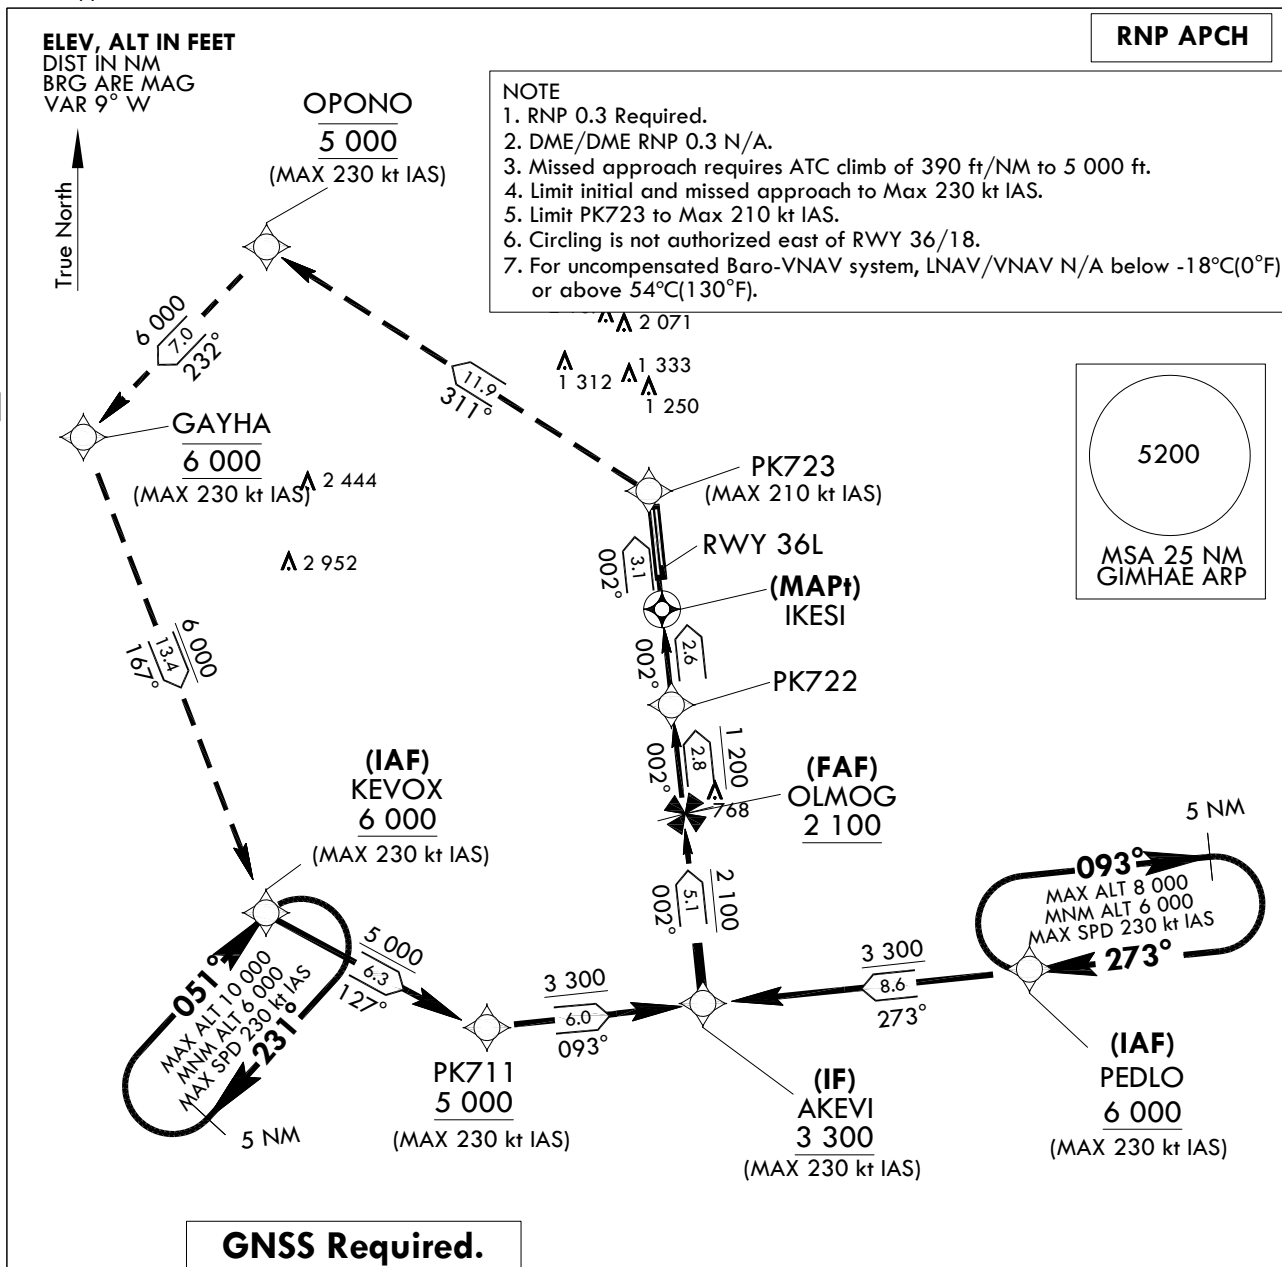 RNP APCH
ELEV, ALT IN FEET
DIST IN NM
BRG ARE MAG
VAR 9° W
True North
NOTE
1. RNP 0.3 Required.
2. DME/DME RNP 0.3 N/A.
3. Missed approach requires ATC climb of 390 ft/NM to 5 000 ft.
4. Limit initial and missed approach to Max 230 kt IAS.
5. Limit PK723 to Max 210 kt IAS.
6. Circling is not authorized east of RWY 36/18.
7. For uncompensated Baro-VNAV system, LNAV/VNAV N/A below -18°C(0°F)
or above 54°C(130°F).
OPONO
5 000
(MAX 230 kt IAS)
6 000
7.0
232°
11.9
311°
2 071
1 333
1 312
1 250
GAYHA
6 000
(MAX 230 kt IAS)
2 444
2 952
PK723
(MAX 210 kt IAS)
5200
MSA 25 NM
GIMHAE ARP
RWY 36L
3.1
002°
(MAPt)
IKESI
2.6
002°
PK722
6 000
13.4
167°
1 200
2.8
002°
768
(FAF)
OLMOG
2 100
(IAF)
KEVOX
6 000
(MAX 230 kt IAS)
2 100
5.1
002°
5 NM
093°
MAX ALT 8 000
MNM ALT 6 000
MAX SPD 230 kt IAS
273°
051°
MAX ALT 10 000
MNM ALT 6 000
MAX SPD 230 kt IAS
231°
5 NM
5 000
6.3
127°
3 300
6.0
093°
3 300
8.6
273°
PK711
5 000
(MAX 230 kt IAS)
(IF)
AKEVI
3 300
(MAX 230 kt IAS)
(IAF)
PEDLO
6 000
(MAX 230 kt IAS)
GNSS Required.